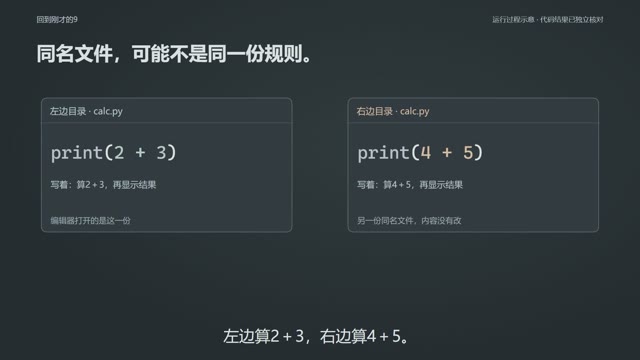 回到刚才的9
运行过程示意 · 代码结果已独立核对
同名文件，可能不是同一份规则。
左边目录 · calc.py
print(2 + 3)
写着：算2＋3，再显示结果
编辑器打开的是这一份
右边目录 · calc.py
print(4 + 5)
写着：算4＋5，再显示结果
另一份同名文件，内容没有改
左边算2＋3，右边算4＋5。